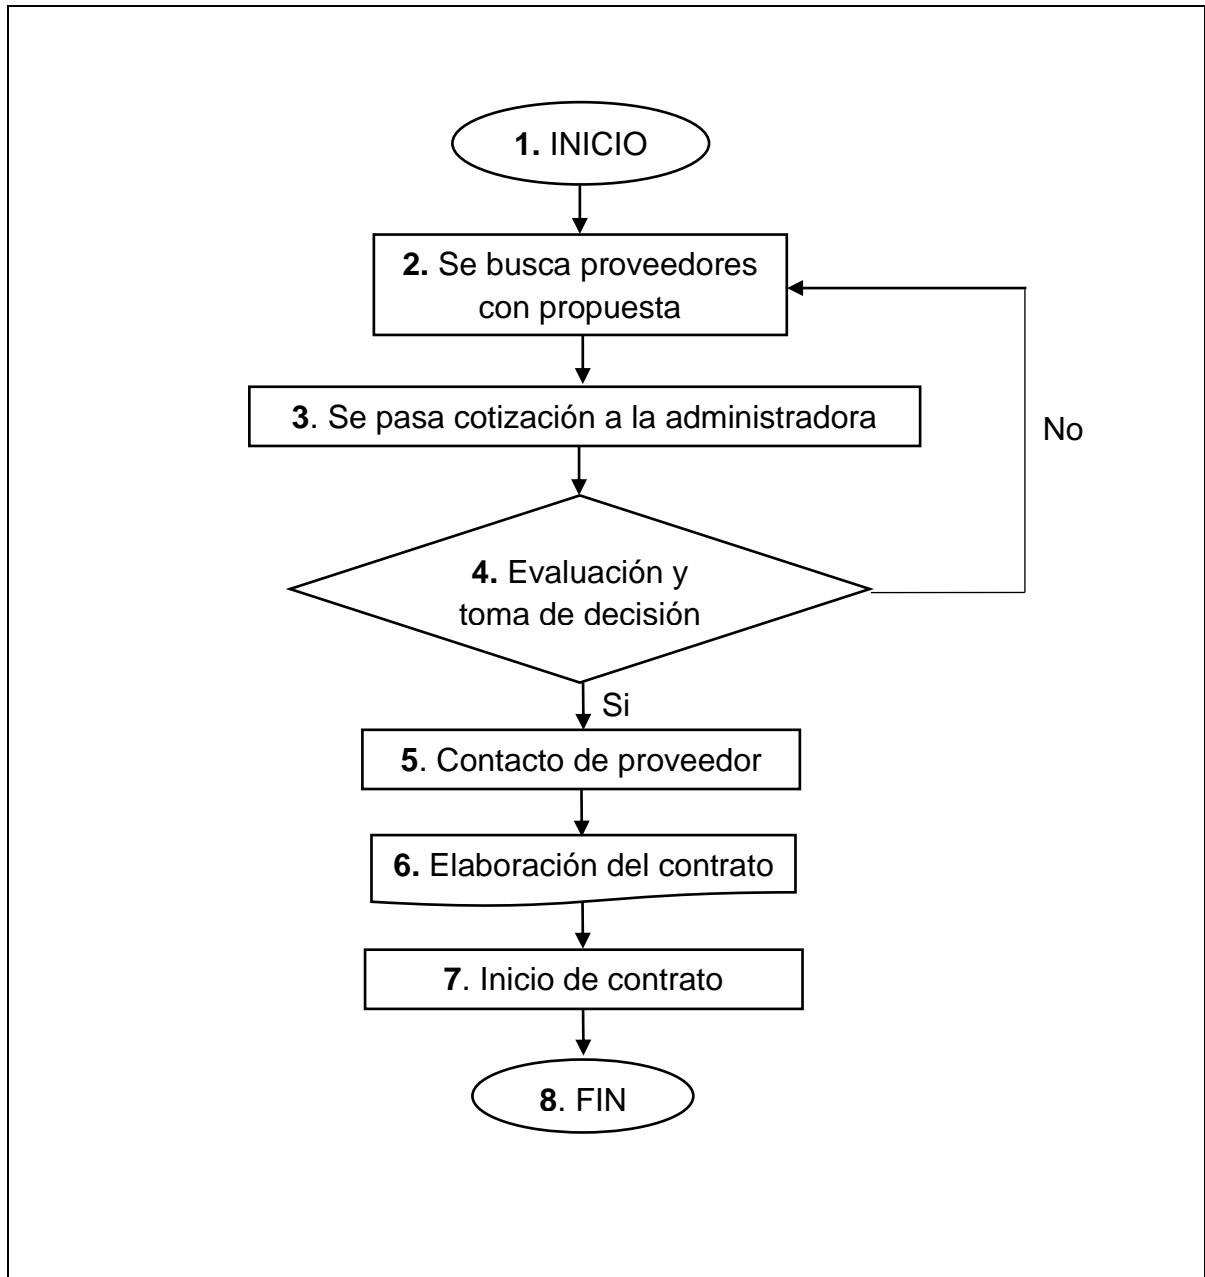 1. INICIO
2. Se busca proveedores
con propuesta
3. Se pasa cotización a la administradora
No
4. Evaluación y
toma de decisión
Si
5. Contacto de proveedor
6. Elaboración del contrato
7. Inicio de contrato
8. FIN